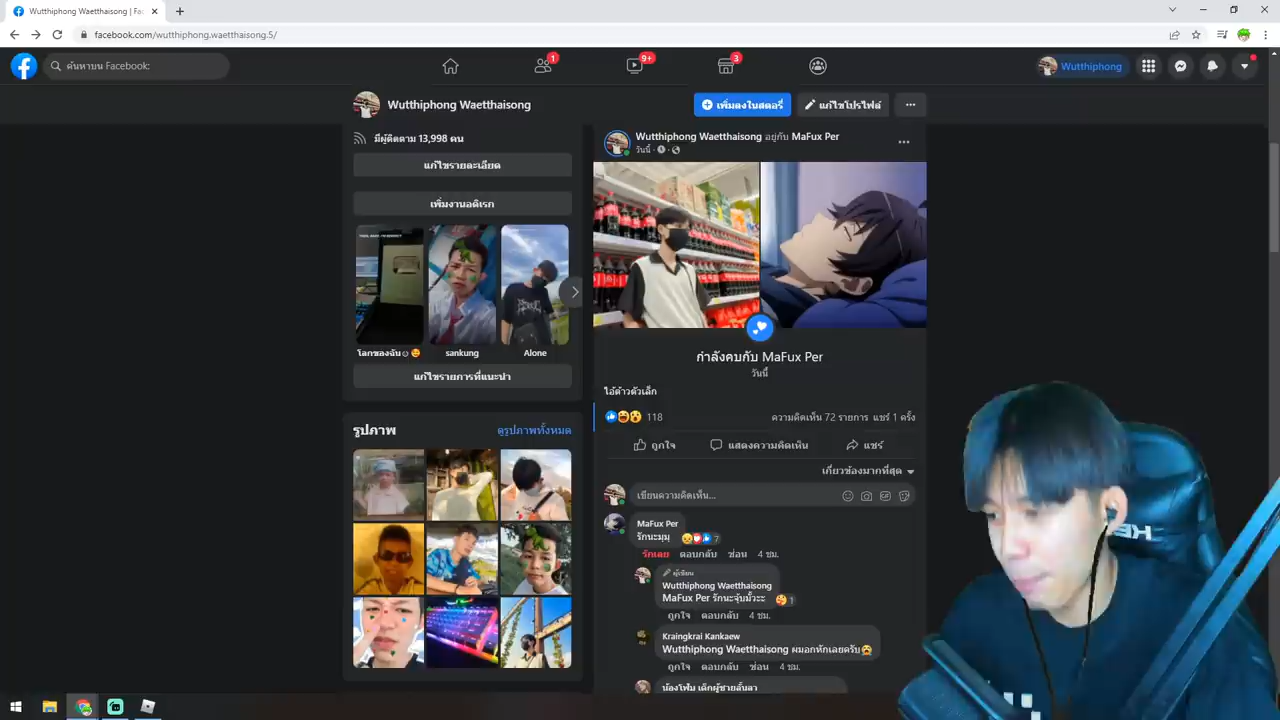 Wutthiphong Waetthaisong | Fac
facebook.com/wutthiphong.waetthaisong.5/
ค้นหาบน Facebook:
1
9+
3
Wutthiphong
Wutthiphong Waetthaisong
เพิ่มลงในสตอรี่
แก้ไขโปรไฟล์
มีผู้ติดตาม 13,998 คน
แก้ไขรายละเอียด
เพิ่มงานอดิเรก
โลกของฉัน
sankung
Alone
แก้ไขรายการที่แนะนำ
รูปภาพ
ดูรูปภาพทั้งหมด
Wutthiphong Waetthaisong อยู่กับ MaFux Per
วันนี้
กำลังคบกับ MaFux Per
วันนี้
ไอ้ต้าวตัวเล็ก
118
ความคิดเห็น 72 รายการ แชร์ 1 ครั้ง
ถูกใจ
แสดงความคิดเห็น
แชร์
เกี่ยวข้องมากที่สุด
เขียนความคิดเห็น...
MaFux Per
รักนะมุมุ
7
รักเลย ตอบกลับ ซ่อน 4 ชม.
ผู้เขียน
Wutthiphong Waetthaisong
MaFux Per รักนะจุ้บมั้วะะ
1
ถูกใจ ตอบกลับ 4 ชม.
Kraingkrai Kankaew
Wutthiphong Waetthaisong ผมอกหักเลยครับ
ถูกใจ ตอบกลับ ซ่อน 4 ชม.